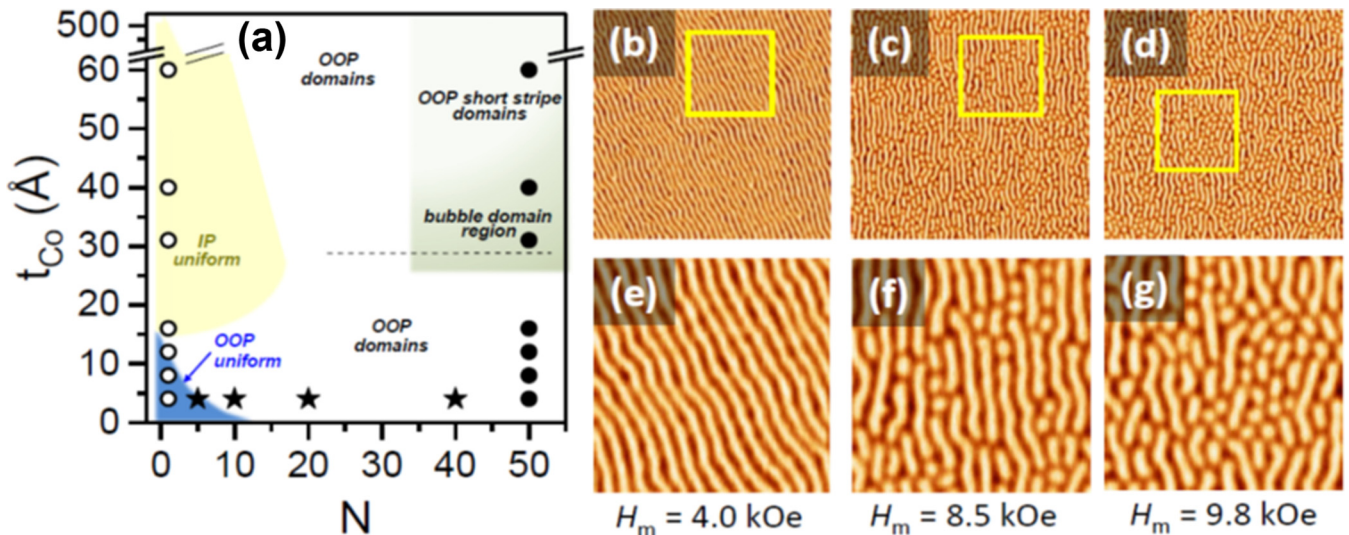 (a)
500
60
50
40
30
20
10
0
t_Co (Å)
OOP
domains
OOP short stripe
domains
bubble domain
region
IP
uniform
OOP
domains
OOP
uniform
0 10 20 30 40 50
N
(b) (c) (d)
(e) (f) (g)
H_m = 4.0 kOe H_m = 8.5 kOe H_m = 9.8 kOe